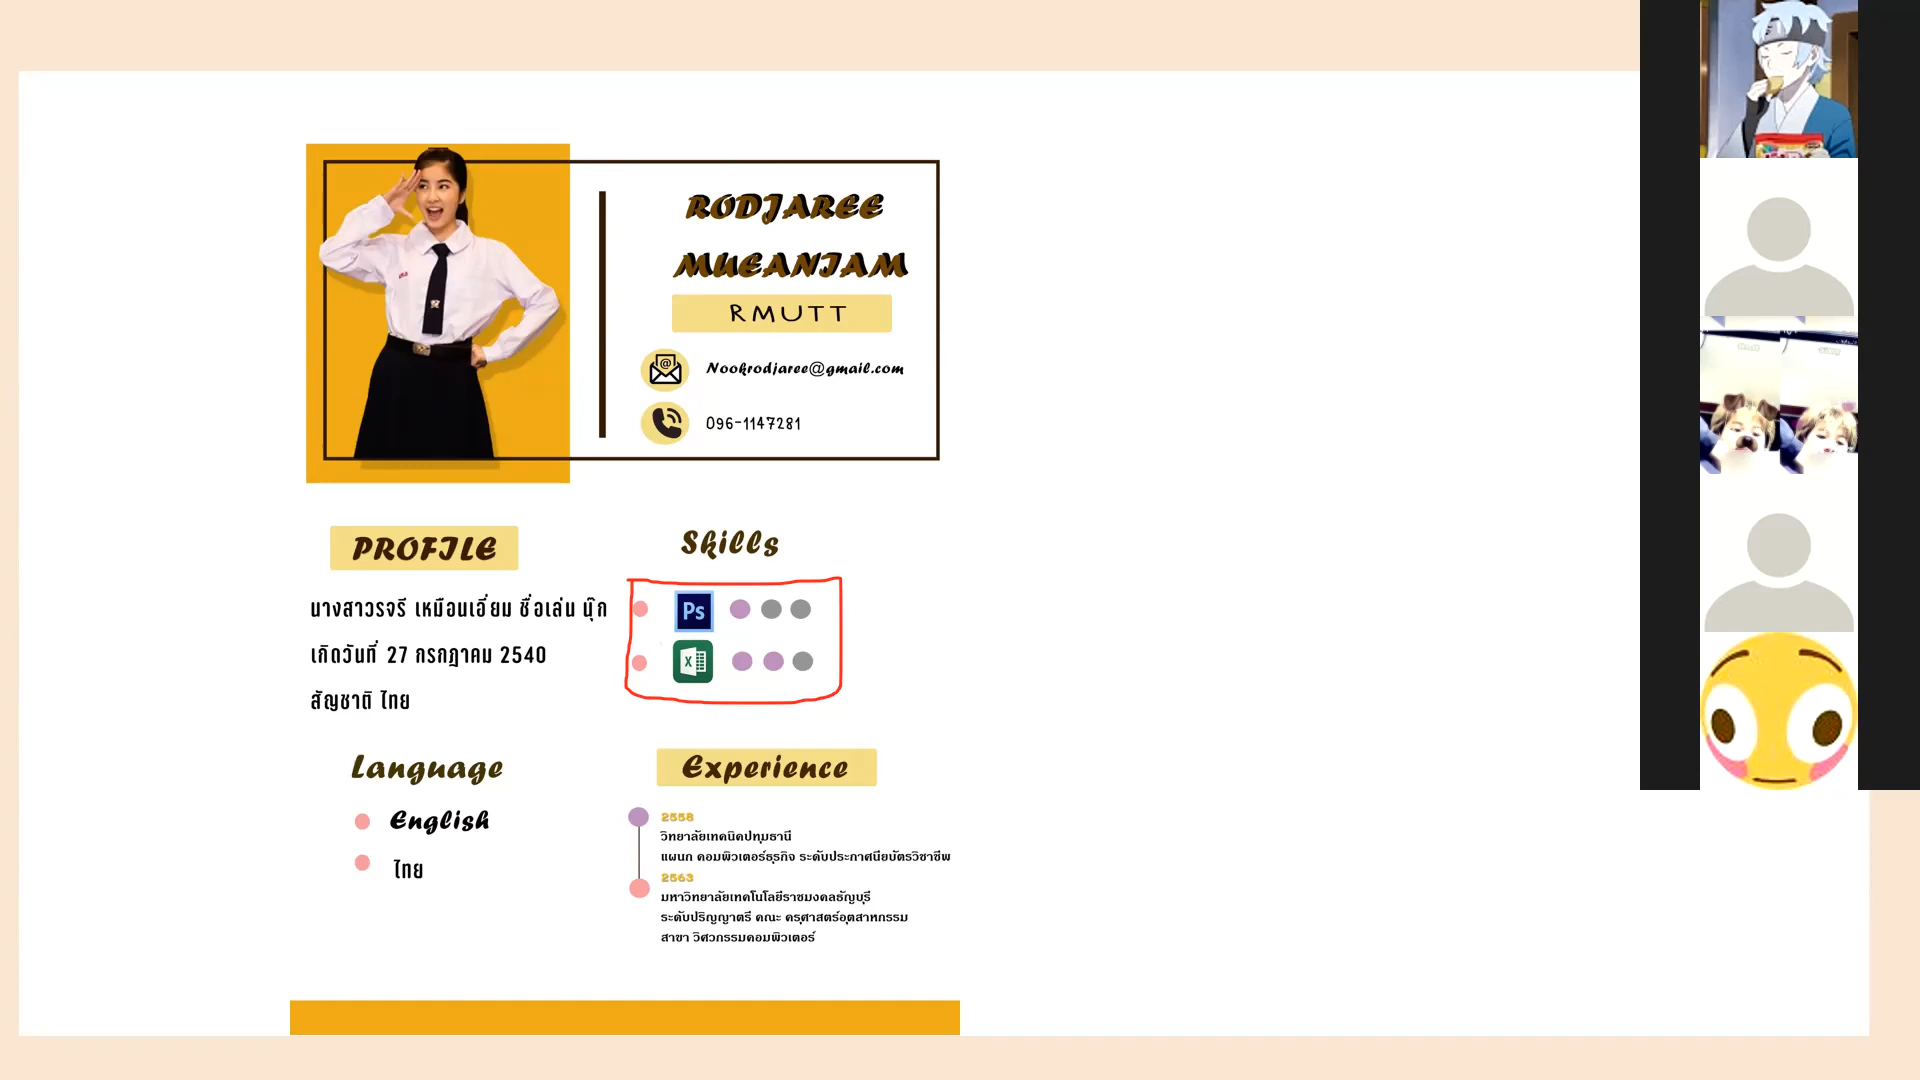 RODJAREE
MUEANIAM
RMUTT
Nookrodjaree@gmail.com
096-1147281
PROFILE
นางสาวรจรี เหมือนเอี่ยม ชื่อเล่น นุ๊ก
เกิดวันที่ 27 กรกฎาคม 2540
สัญชาติ ไทย
Skills
Ps
X
Language
English
ไทย
Experience
2558
วิทยาลัยเทคนิคปทุมธานี
แผนก คอมพิวเตอร์ธุรกิจ ระดับประกาศนียบัตรวิชาชีพ
2563
มหาวิทยาลัยเทคโนโลยีราชมงคลธัญบุรี
ระดับปริญญาตรี คณะ ครุศาสตร์อุตสาหกรรม
สาขา วิศวกรรมคอมพิวเตอร์